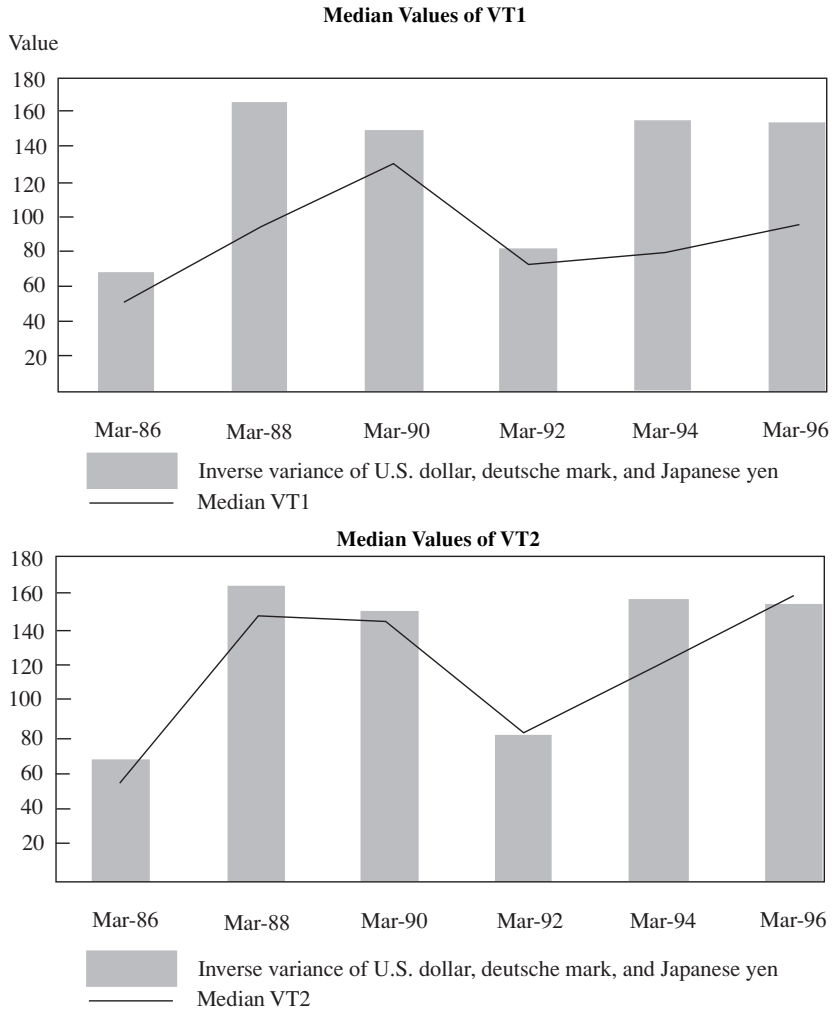 Median Values of VT1
Value
180
160
140
120
100
80
60
40
20
Mar-86 Mar-88 Mar-90 Mar-92 Mar-94 Mar-96
Inverse variance of U.S. dollar, deutsche mark, and Japanese yen
Median VT1
Median Values of VT2
180
160
140
120
100
80
60
40
20
Mar-86 Mar-88 Mar-90 Mar-92 Mar-94 Mar-96
Inverse variance of U.S. dollar, deutsche mark, and Japanese yen
Median VT2